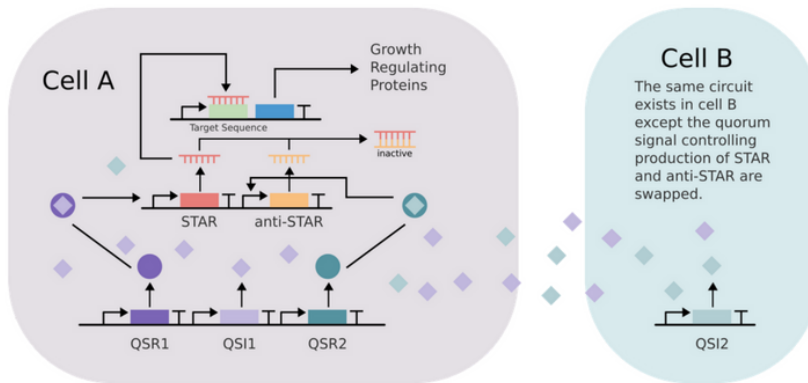 Cell A
Growth
Regulating
Proteins
Target Sequence
inactive
STAR
anti-STAR
QSR1
QSI1
QSR2
Cell B
The same circuit
exists in cell B
except the quorum
signal controlling
production of STAR
and anti-STAR are
swapped.
QSI2